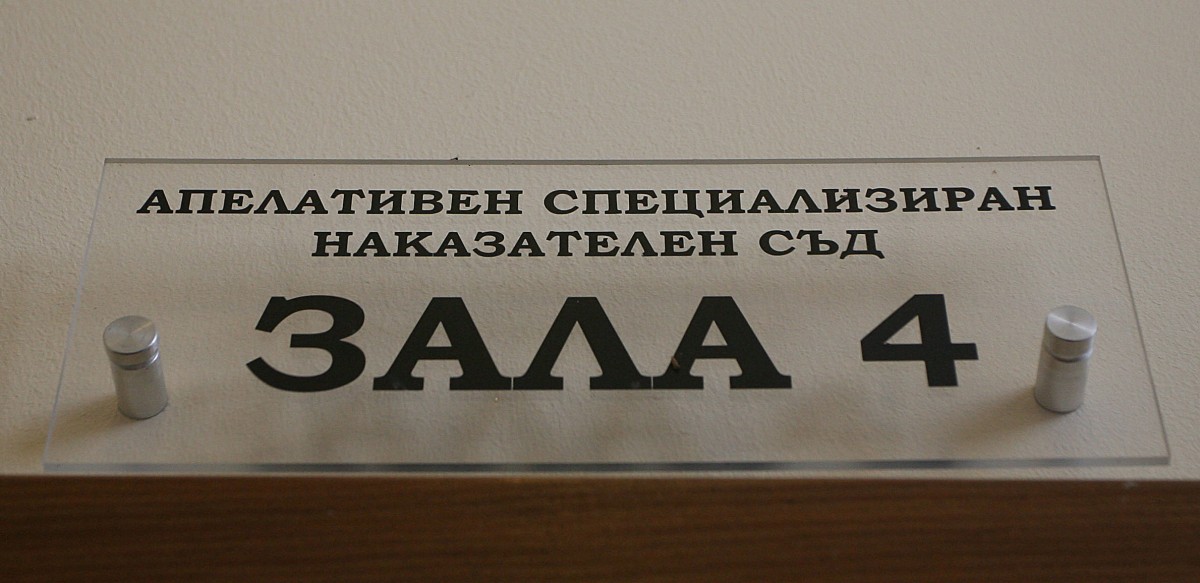 АПЕЛАТИВЕН СПЕЦИАЛИЗИРАН
НАКАЗАТЕЛЕН СЪД
ЗАЛА 4